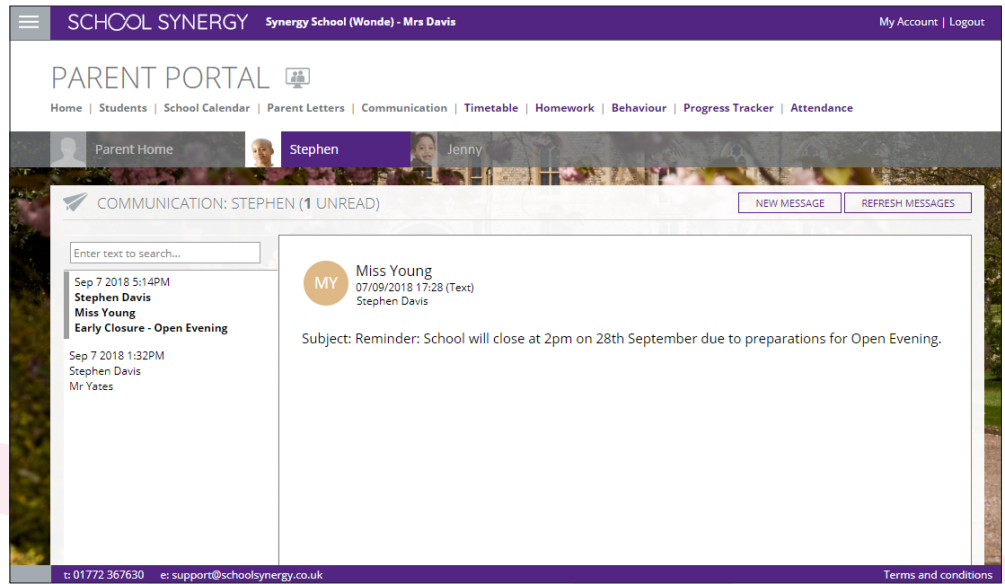 SCHOOL SYNERGY Synergy School (Wonde) - Mrs Davis My Account | Logout
PARENT PORTAL
Home | Students | School Calendar | Parent Letters | Communication | Timetable | Homework | Behaviour | Progress Tracker | Attendance
Parent Home Stephen Jenny
COMMUNICATION: STEPHEN (1 UNREAD) NEW MESSAGE REFRESH MESSAGES
Enter text to search...
Sep 7 2018 5:14PM
Stephen Davis
Miss Young
Early Closure - Open Evening
Sep 7 2018 1:32PM
Stephen Davis
Mr Yates
MY
Miss Young
07/09/2018 17:28 (Text)
Stephen Davis
Subject: Reminder: School will close at 2pm on 28th September due to preparations for Open Evening.
t: 01772 367630 e: support@schoolsynergy.co.uk Terms and conditions